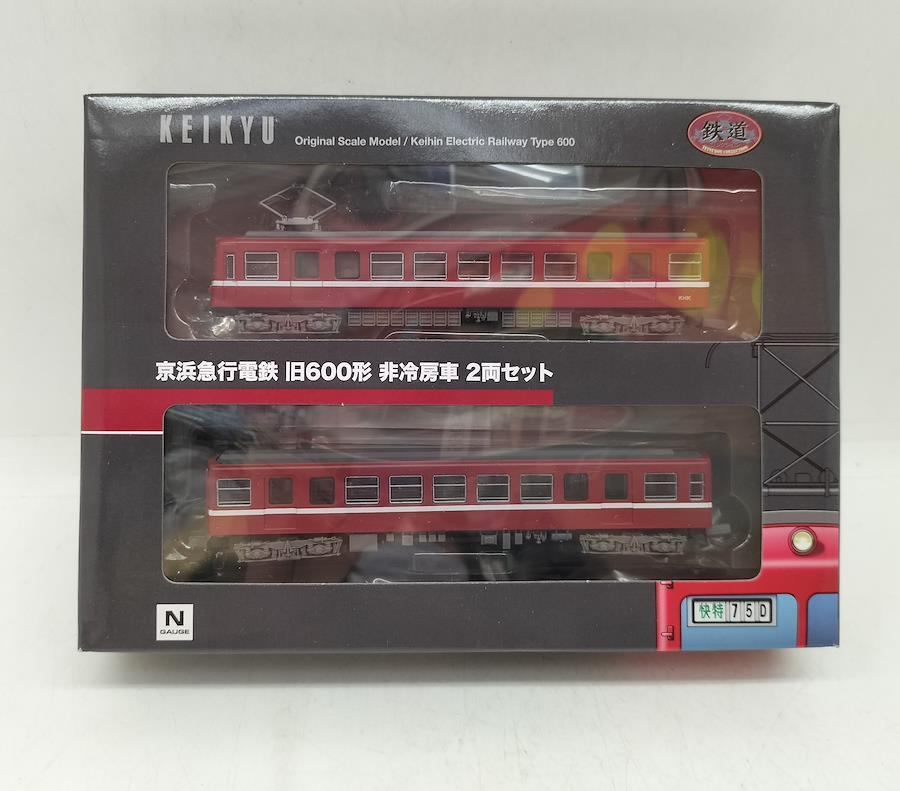 KEIKYU
Original Scale Model / Keihin Electric Railway Type 600
鉄道
KHK
京浜急行電鉄 旧600形 非冷房車 2両セット
N
GAUGE
快特 75D